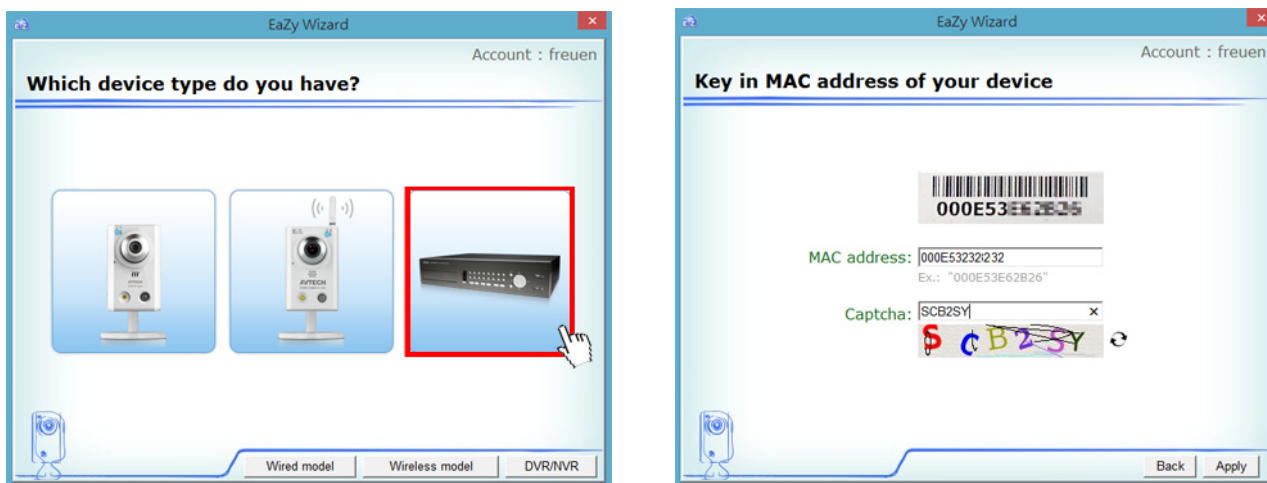 EaZy Wizard
Account : freuen
Which device type do you have?
AVTECH
Wired model
Wireless model
DVR/NVR
EaZy Wizard
Account : freuen
Key in MAC address of your device
000E53
MAC address: 000E53232i232
Ex.: "000E53E62B26"
Captcha: SCB2SY
S C B 2 S Y
Back
Apply